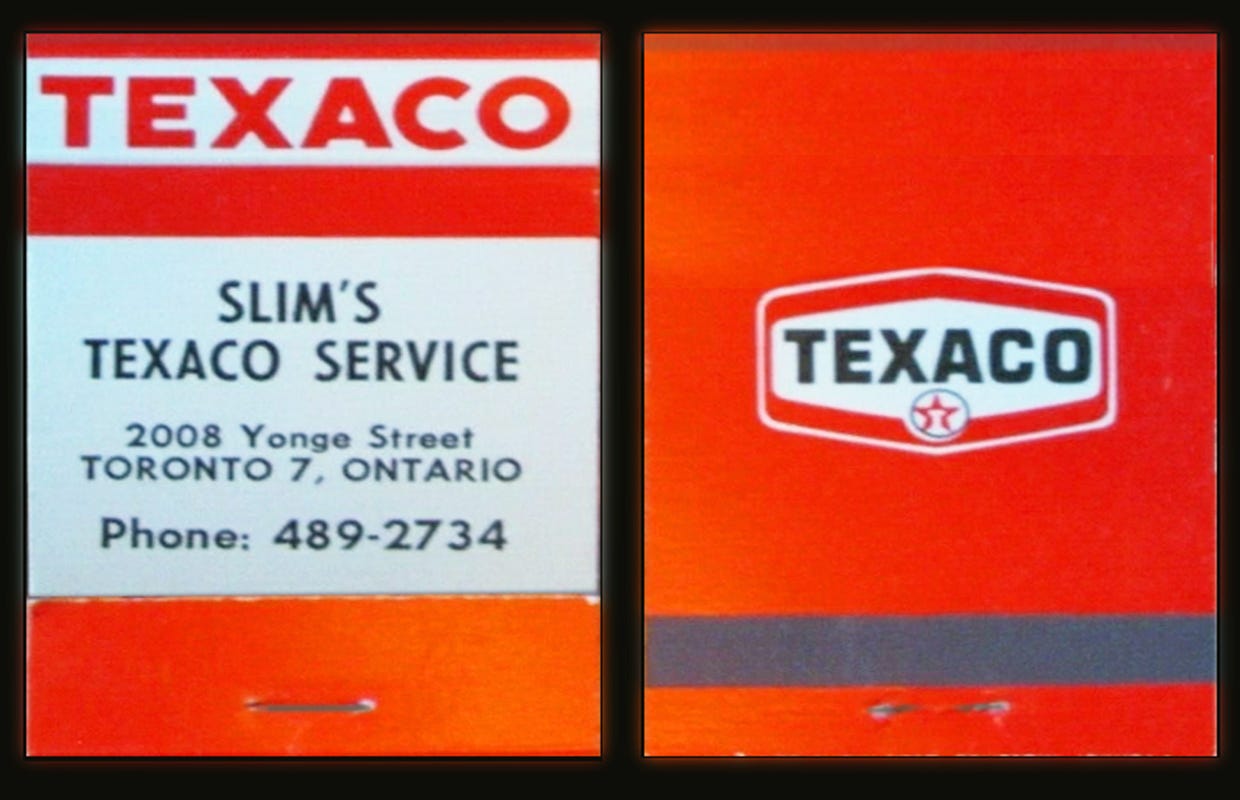 TEXACO
SLIM'S
TEXACO SERVICE
2008 Yonge Street
TORONTO 7, ONTARIO
Phone: 489-2734
TEXACO
T